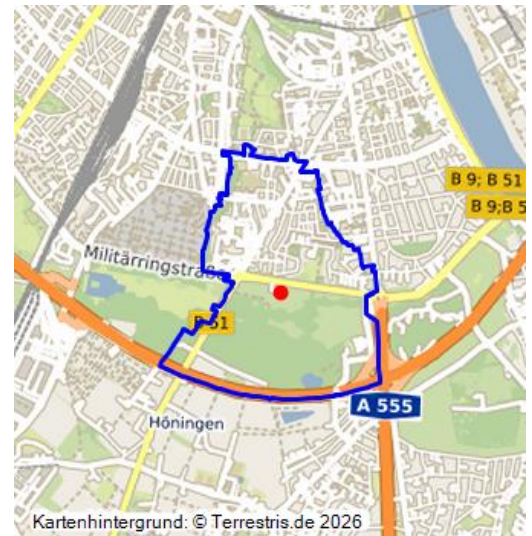 B 9; B 51
B 9;B 5
Militärringstraße
B 51
A 555
Höningen
Kartenhintergrund: © Terrestris.de 2026